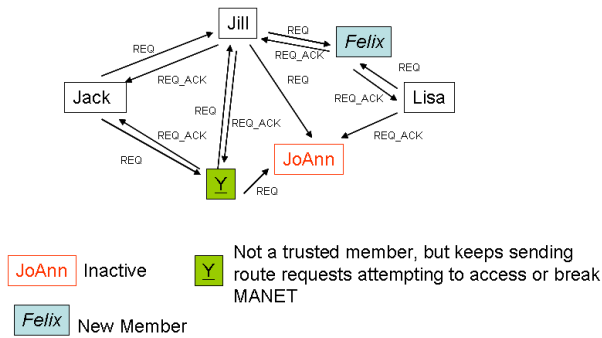 Jill
REQ
REQ
Felix
REQ_ACK
REQ_ACK
REQ
REQ
Jack
REQ
REQ_ACK
Lisa
REQ_ACK
REQ_ACK
REQ_ACK
REQ
JoAnn
Y
REQ
JoAnn Inactive
Y Not a trusted member, but keeps sending
route requests attempting to access or break
MANET
Felix New Member